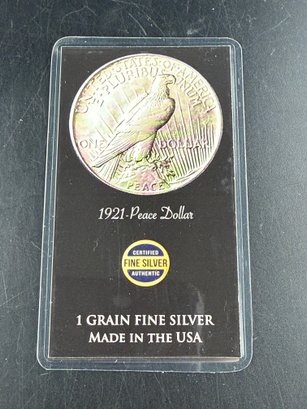 UNITED·STATES·OF·AMERICA
E·PLURIBUS·UNUM
ONE DOLLAR
PEACE
1921-Peace Dollar
CERTIFIED
FINE SILVER
AUTHENTIC
1 GRAIN FINE SILVER
MADE IN THE USA